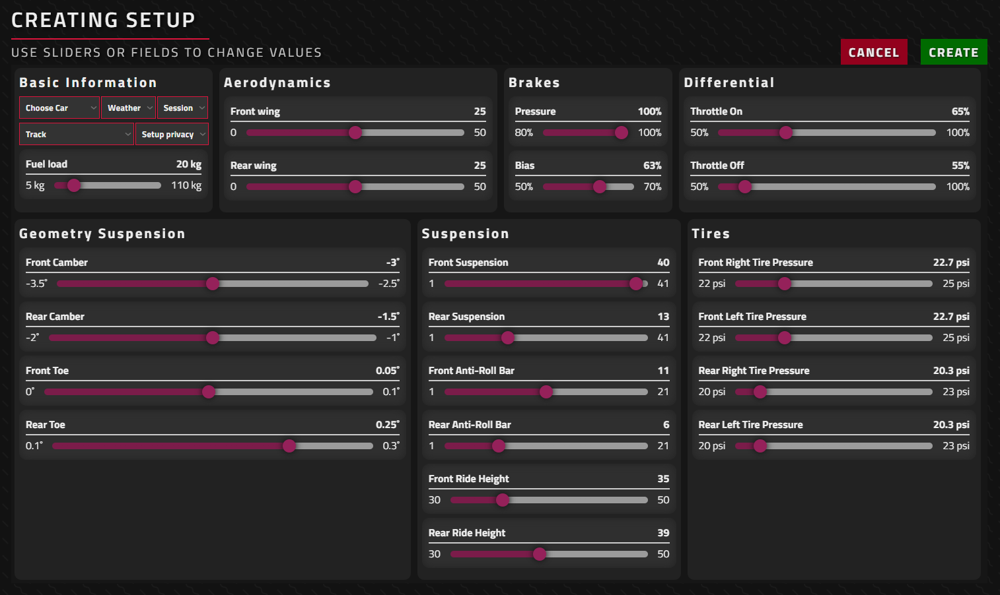 CREATING SETUP
USE SLIDERS OR FIELDS TO CHANGE VALUES
CANCEL
CREATE
Basic Information
Choose Car
Weather
Session
Track
Setup privacy
Fuel load 20 kg
5 kg 110 kg
Aerodynamics
Front wing 25
0 50
Rear wing 25
0 50
Brakes
Pressure 100%
80% 100%
Bias 63%
50% 70%
Differential
Throttle On 65%
50% 100%
Throttle Off 55%
50% 100%
Geometry Suspension
Front Camber -3°
-3.5° -2.5°
Rear Camber -1.5°
-2° -1°
Front Toe 0.05°
0° 0.1°
Rear Toe 0.25°
0.1° 0.3°
Suspension
Front Suspension 40
1 41
Rear Suspension 13
1 41
Front Anti-Roll Bar 11
1 21
Rear Anti-Roll Bar 6
1 21
Front Ride Height 35
30 50
Rear Ride Height 39
30 50
Tires
Front Right Tire Pressure 22.7 psi
22 psi 25 psi
Front Left Tire Pressure 22.7 psi
22 psi 25 psi
Rear Right Tire Pressure 20.3 psi
20 psi 23 psi
Rear Left Tire Pressure 20.3 psi
20 psi 23 psi